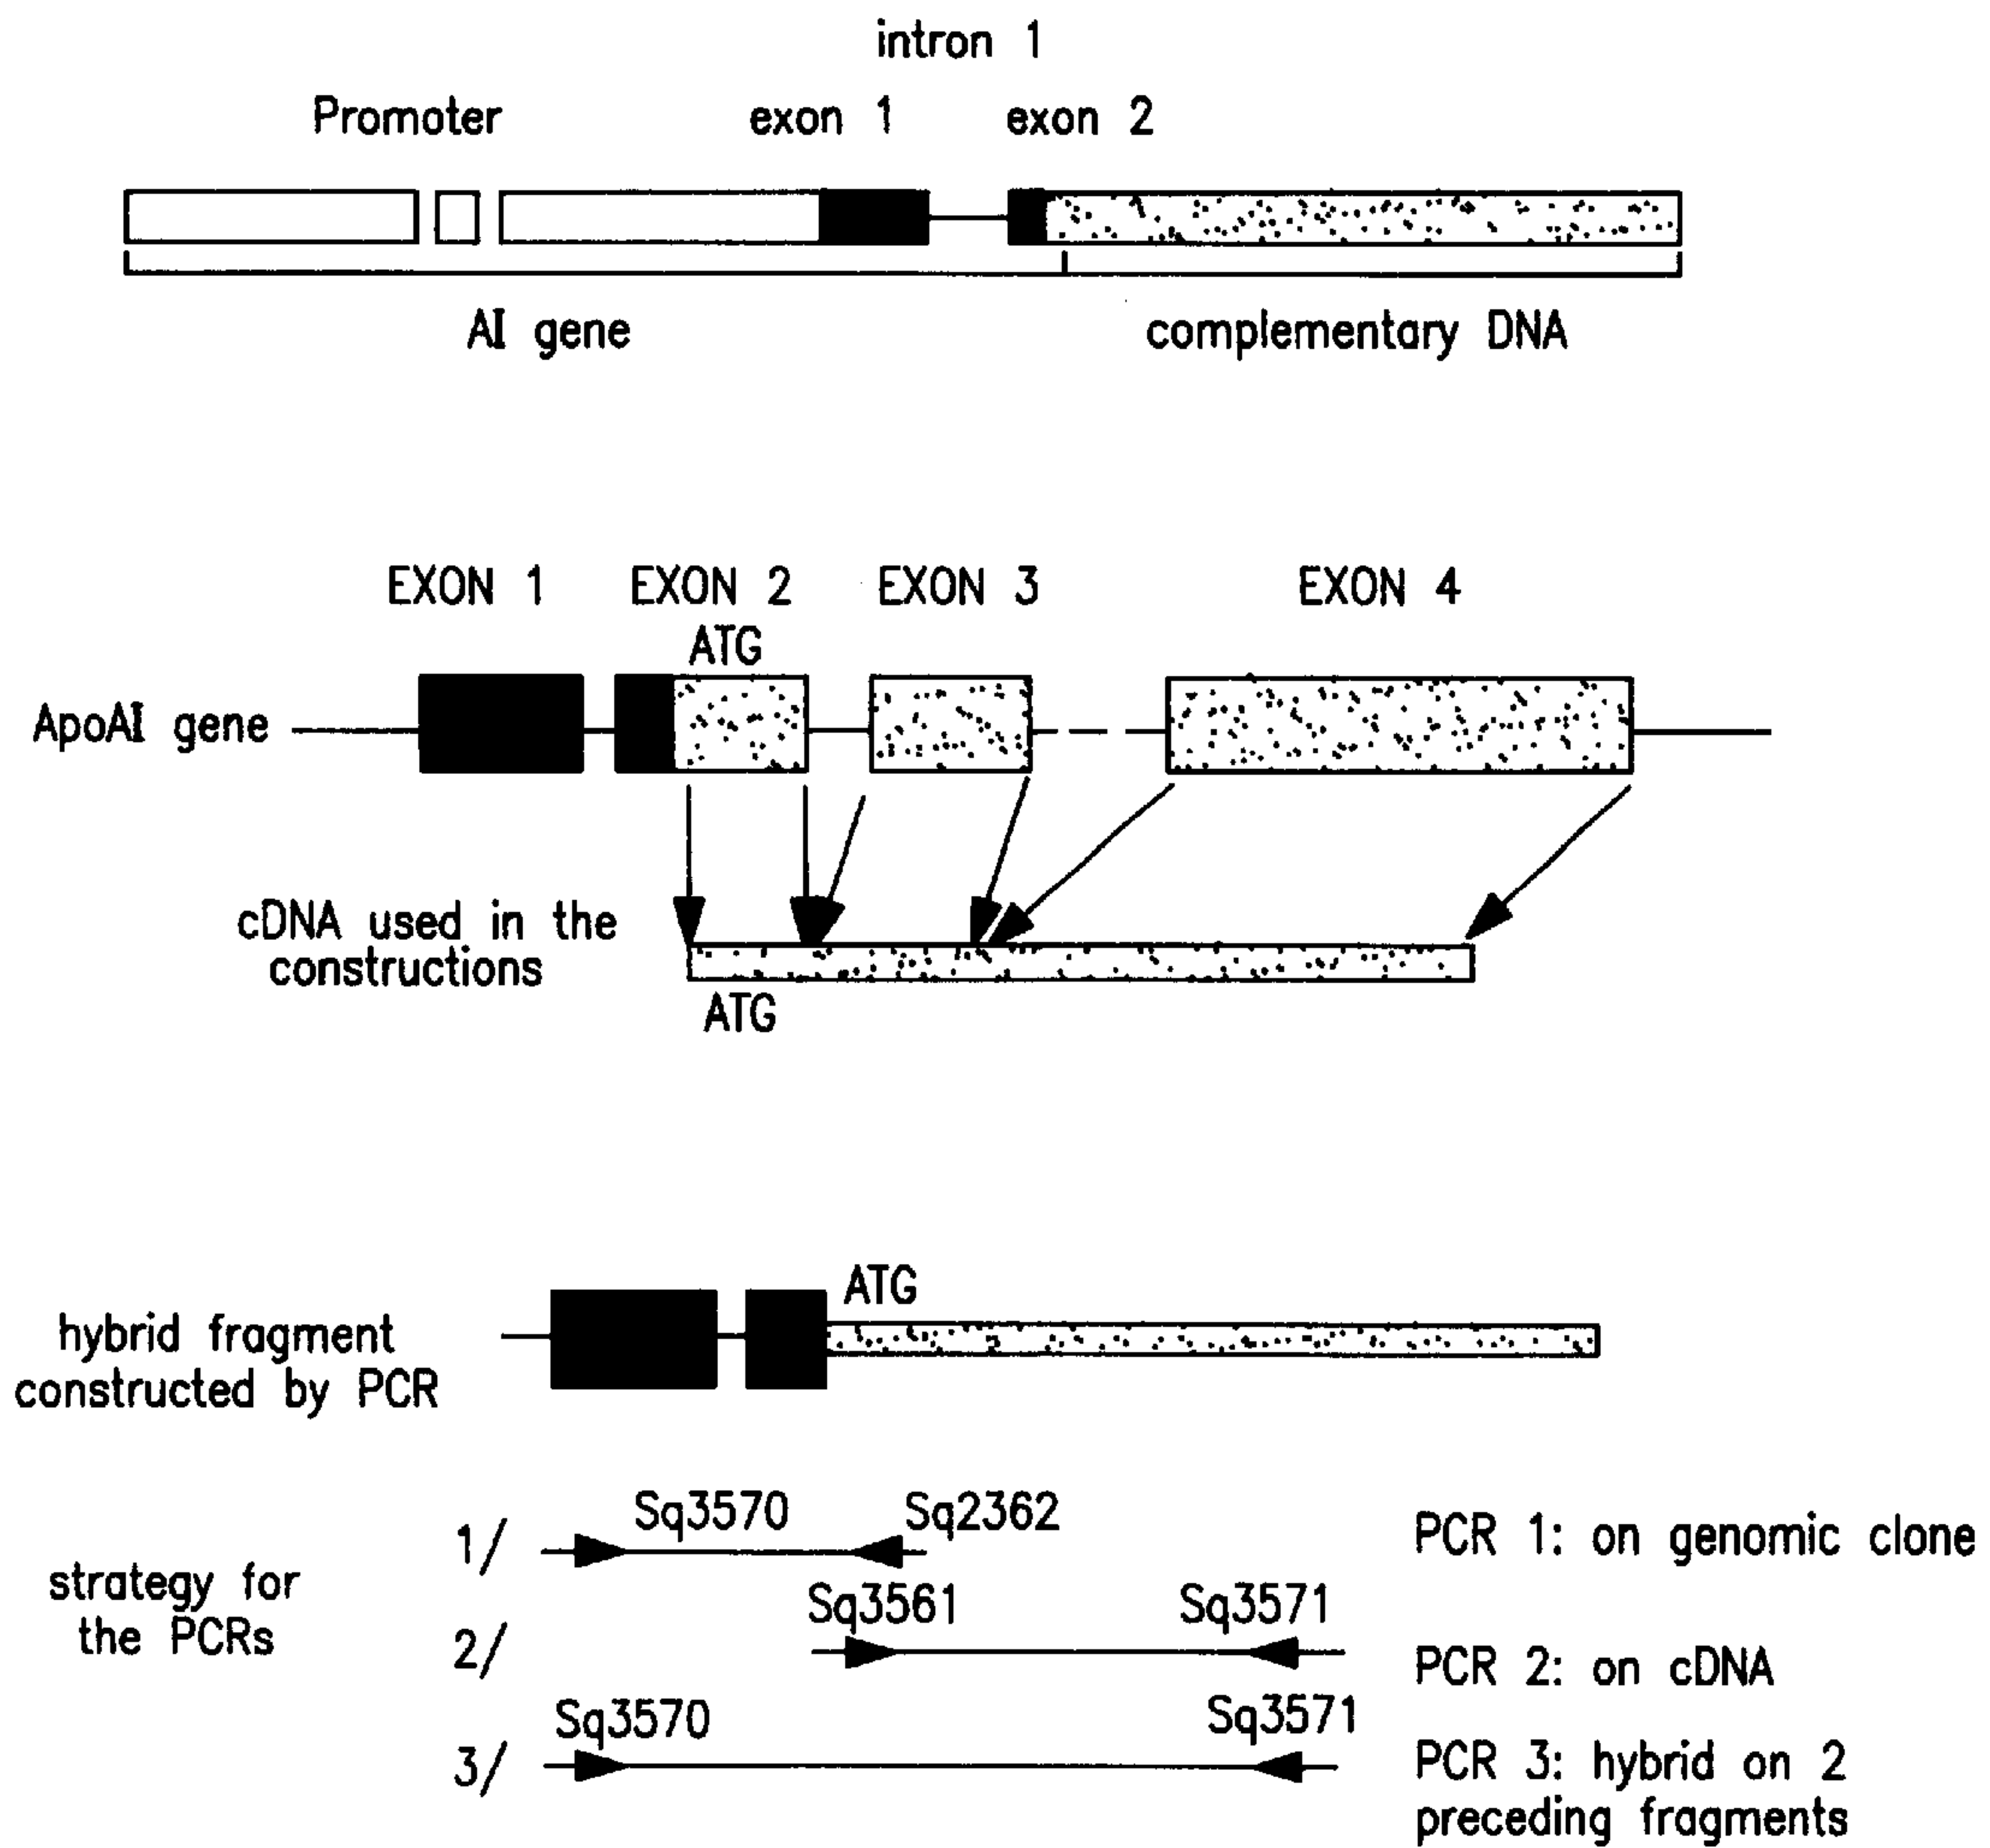 intron 1
Promoter exon 1 exon 2
AI gene complementary DNA
EXON 1 EXON 2 EXON 3 EXON 4
ATG
ApoAI gene
cDNA used in the
constructions
ATG
ATG
hybrid fragment
constructed by PCR
strategy for
the PCRs
1/ Sq3570 Sq2362 PCR 1: on genomic clone
2/ Sq3561 Sq3571 PCR 2: on cDNA
3/ Sq3570 Sq3571 PCR 3: hybrid on 2
preceding fragments